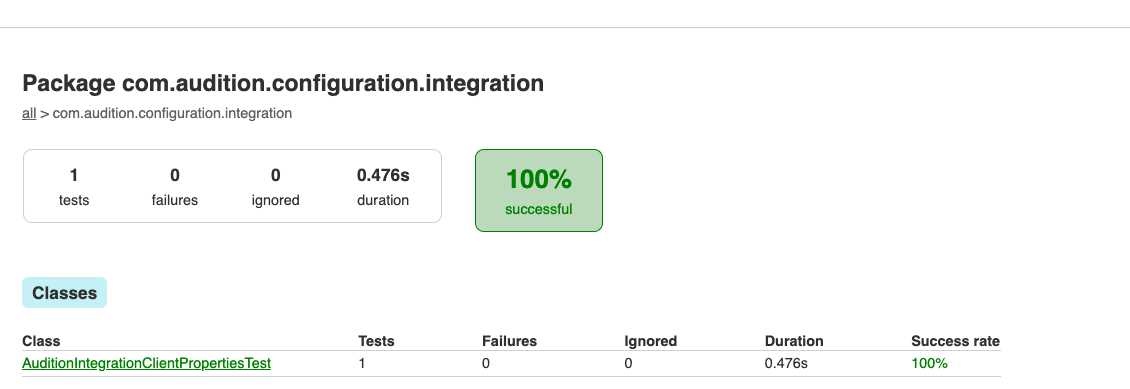 Package com.audition.configuration.integration
all > com.audition.configuration.integration
1 0 0 0.476s
tests failures ignored duration
100%
successful
Classes
Class Tests Failures Ignored Duration Success rate
AuditionIntegrationClientPropertiesTest 1 0 0 0.476s 100%